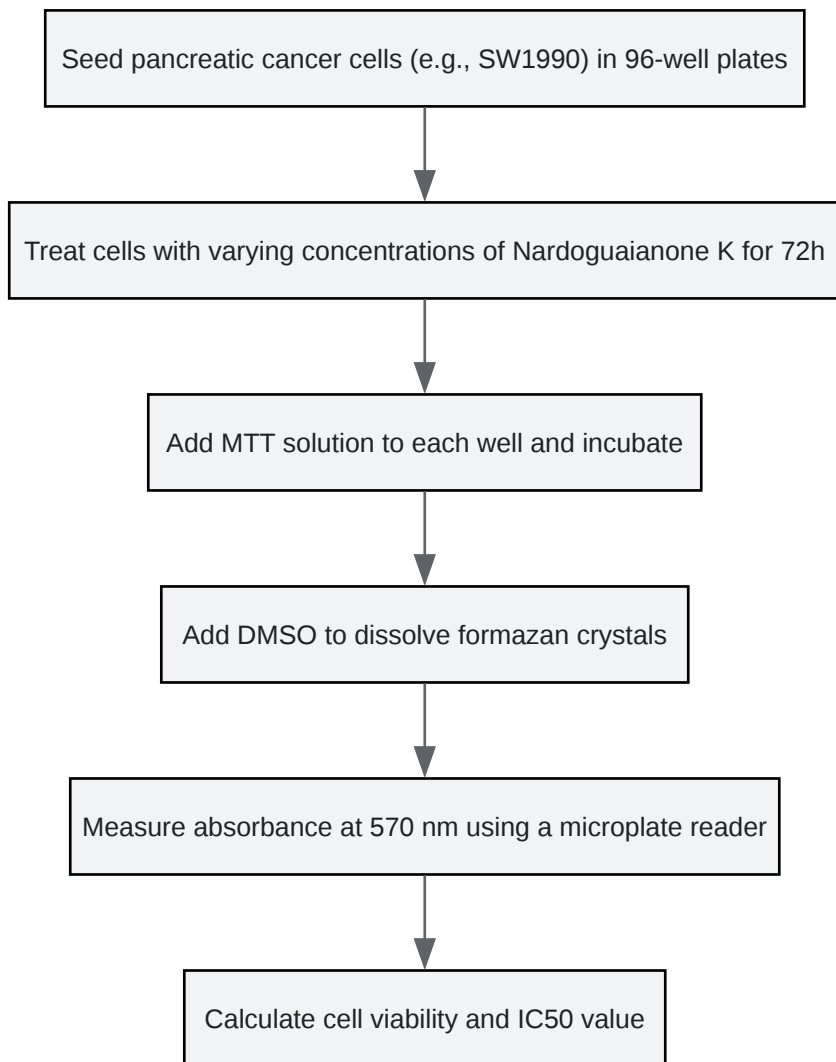 Seed pancreatic cancer cells (e.g., SW1990) in 96-well plates
Treat cells with varying concentrations of Nardoguaianone K for 72h
Add MTT solution to each well and incubate
Add DMSO to dissolve formazan crystals
Measure absorbance at 570 nm using a microplate reader
Calculate cell viability and IC50 value